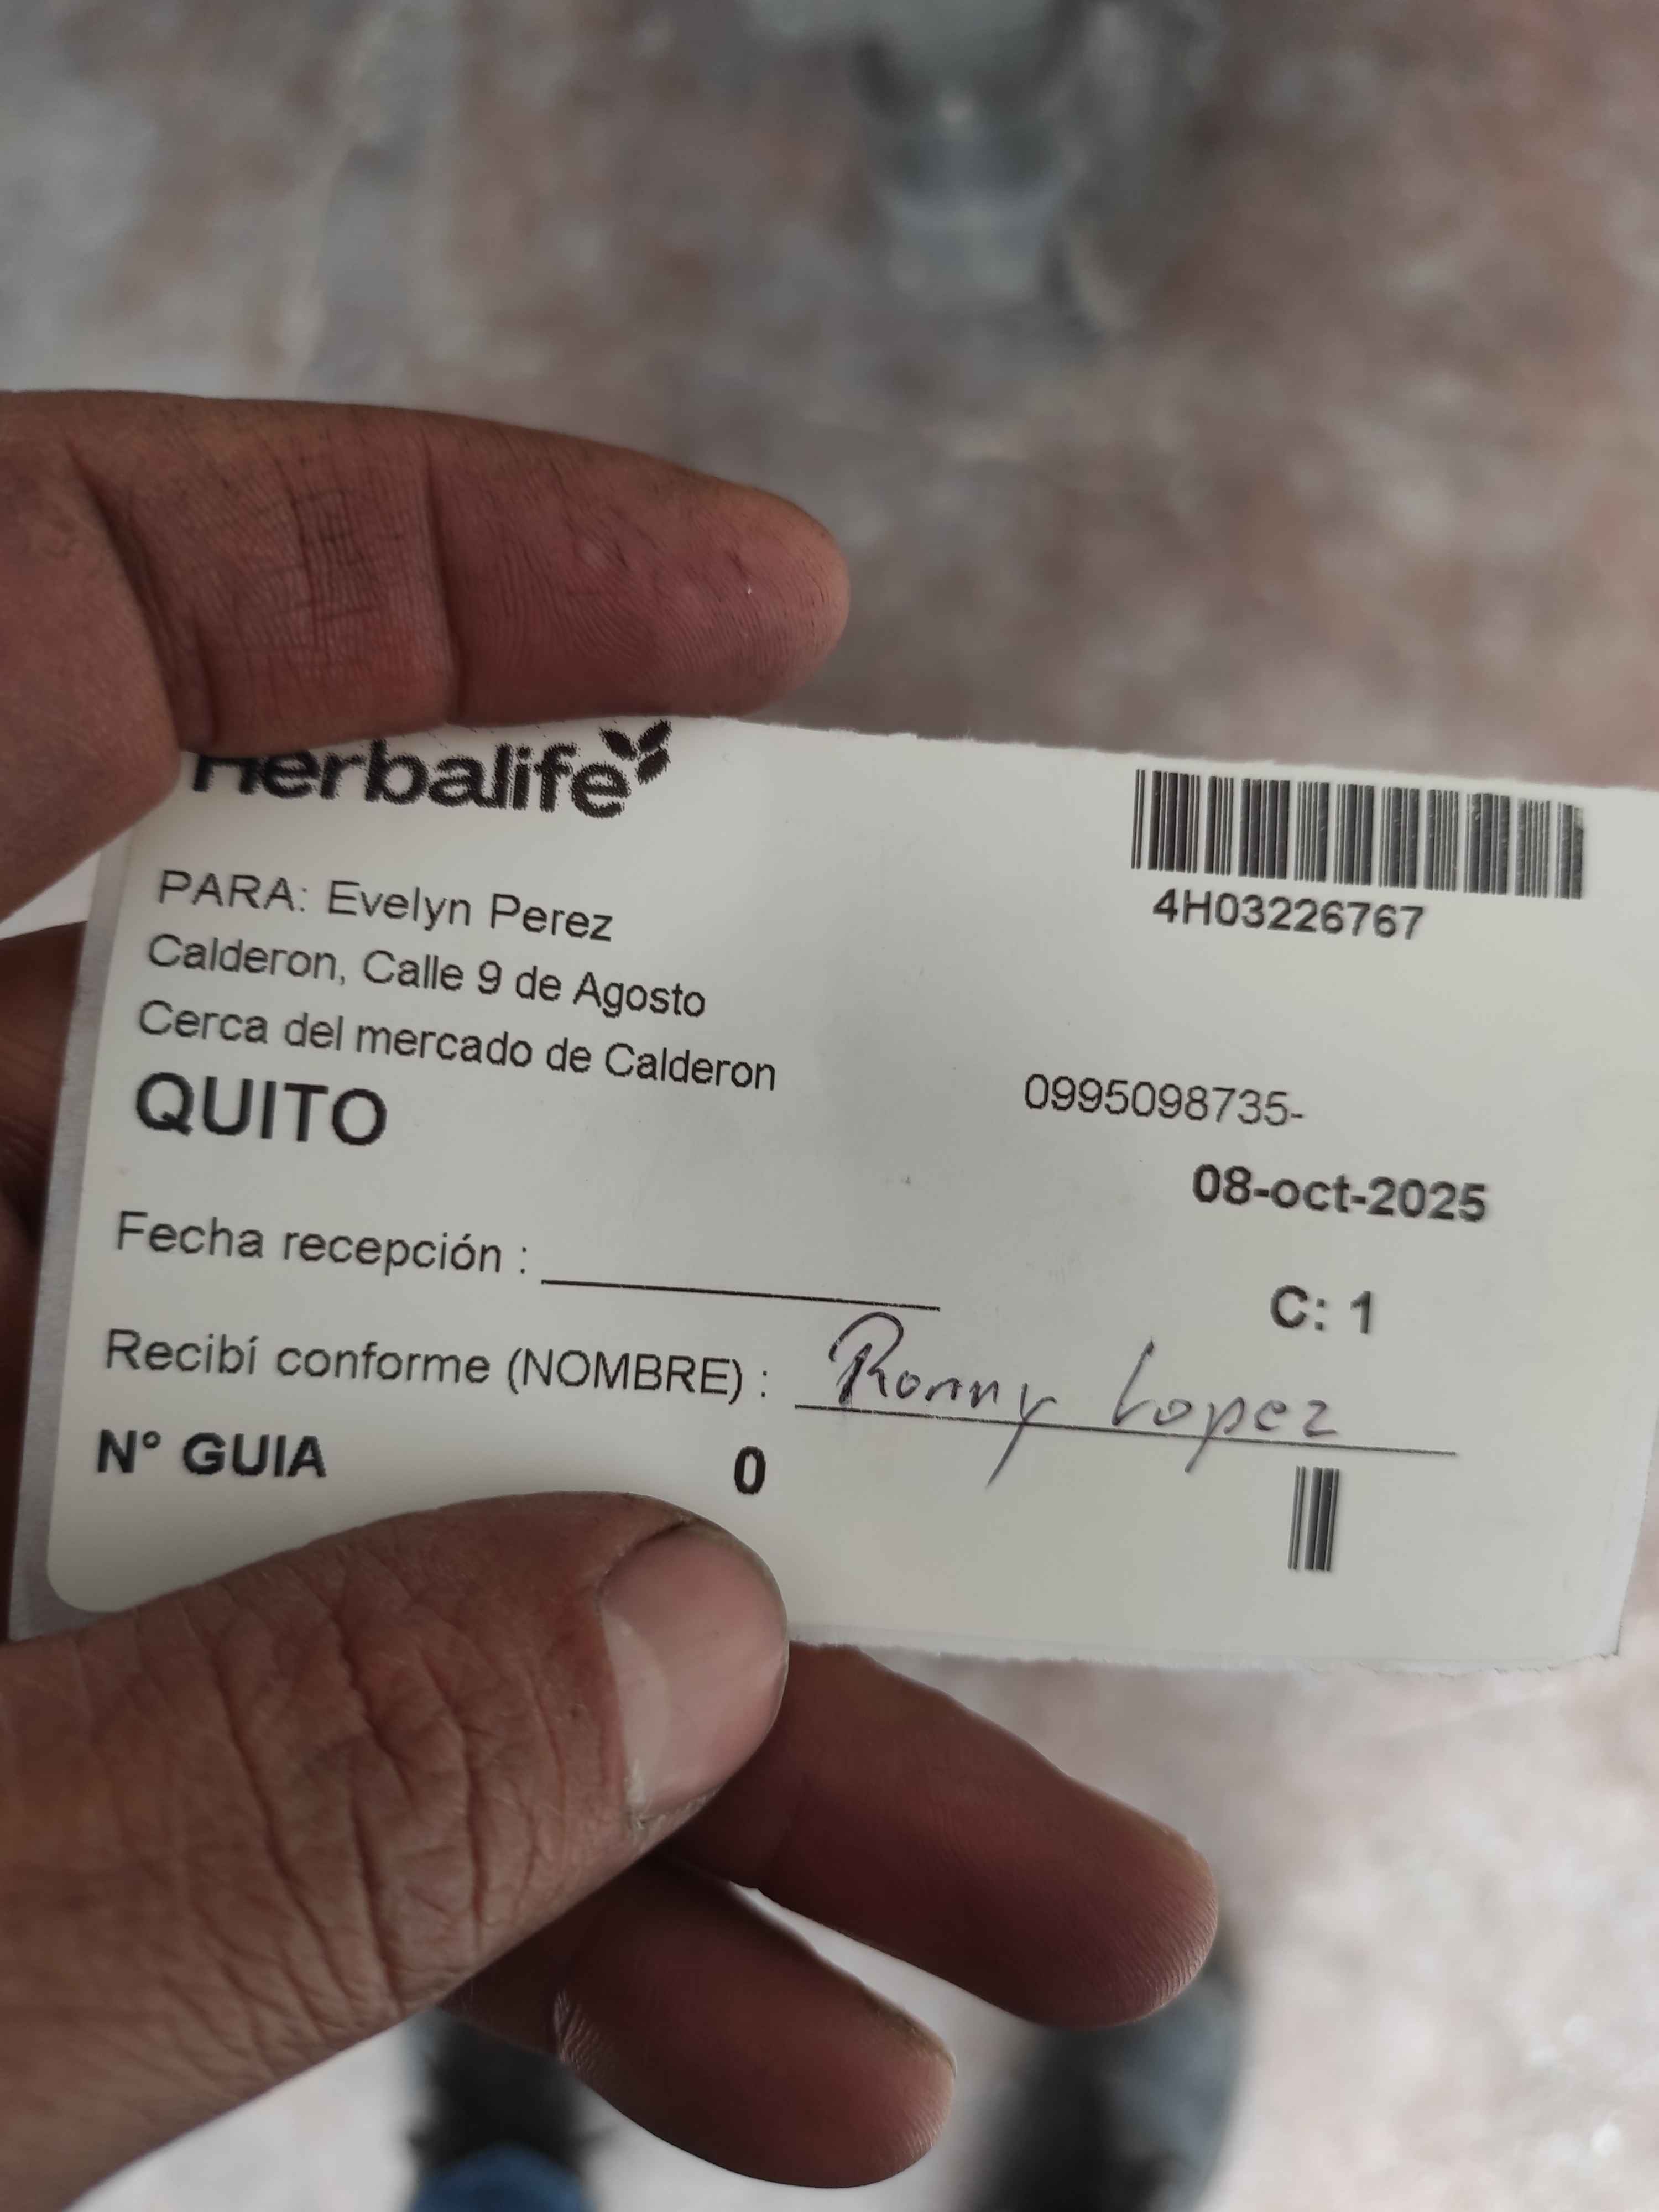 Herbalife
4H03226767
PARA: Evelyn Perez
Calderon, Calle 9 de Agosto
Cerca del mercado de Calderon
0995098735-
QUITO
08-oct-2025
Fecha recepción :
C: 1
Recibí conforme (NOMBRE) : Ronny Lopez
N° GUIA 0